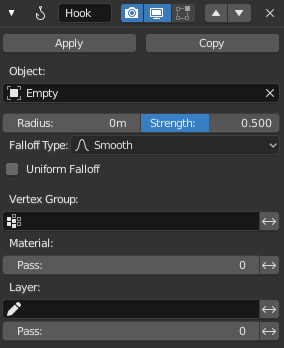 Hook
Apply Copy
Object:
Empty
Radius: 0m Strength: 0.500
Falloff Type: Smooth
Uniform Falloff
Vertex Group:
Material:
Pass: 0
Layer:
Pass: 0